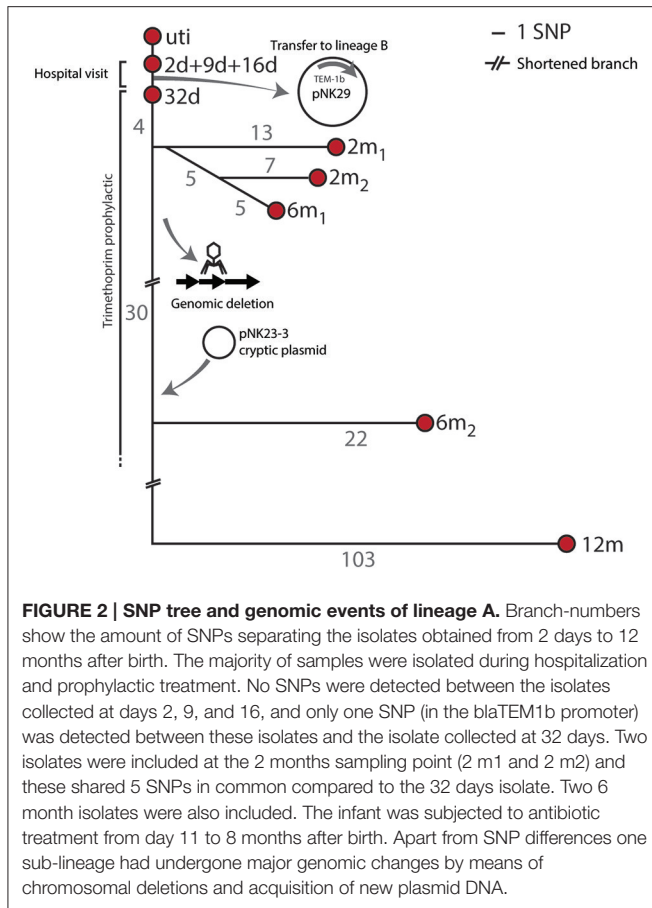 uti
2d+9d+16d
32d
Hospital visit
Transfer to lineage B
TEM-1b
pNK29
– 1 SNP
-//- Shortened branch
Trimethoprim prophylactic
4
13
2m1
7
2m2
5
5
6m1
Genomic deletion
30
pNK23-3
cryptic plasmid
6m2
22
12m
103
FIGURE 2 | SNP tree and genomic events of lineage A. Branch-numbers
show the amount of SNPs separating the isolates obtained from 2 days to 12
months after birth. The majority of samples were isolated during hospitalization
and prophylactic treatment. No SNPs were detected between the isolates
collected at days 2, 9, and 16, and only one SNP (in the blaTEM1b promoter)
was detected between these isolates and the isolate collected at 32 days. Two
isolates were included at the 2 months sampling point (2 m1 and 2 m2) and
these shared 5 SNPs in common compared to the 32 days isolate. Two 6
month isolates were also included. The infant was subjected to antibiotic
treatment from day 11 to 8 months after birth. Apart from SNP differences one
sub-lineage had undergone major genomic changes by means of
chromosomal deletions and acquisition of new plasmid DNA.